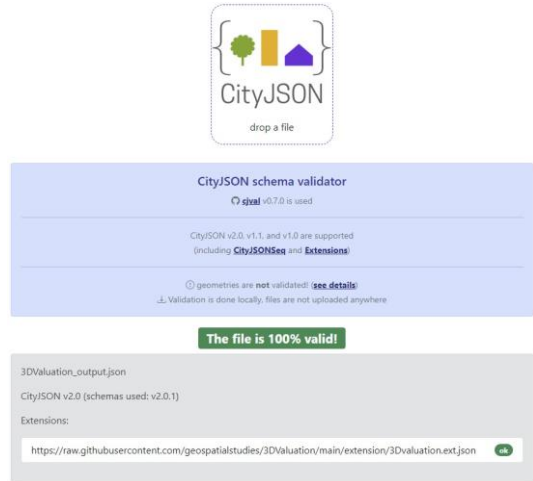 CityJSON
drop a file
CityJSON schema validator
cjval v0.7.0 is used
CityJSON v2.0, v1.1, and v1.0 are supported
(including CityJSONSeq and Extensions)
geometries are not validated! (see details)
Validation is done locally, files are not uploaded anywhere
The file is 100% valid!
3DValuation_output.json
CityJSON v2.0 (schemas used: v2.0.1)
Extensions:
https://raw.githubusercontent.com/geospatialstudies/3DValuation/main/extension/3Dvaluation.ext.json ok